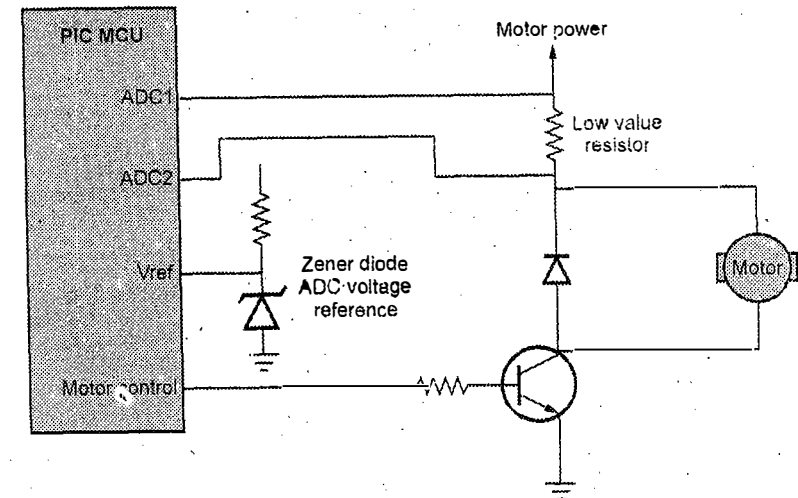 PIC MCU
Motor power
ADC1
Low value
resistor
ADC2
Vref
Zener diode
ADC voltage
reference
Motor
Motor control